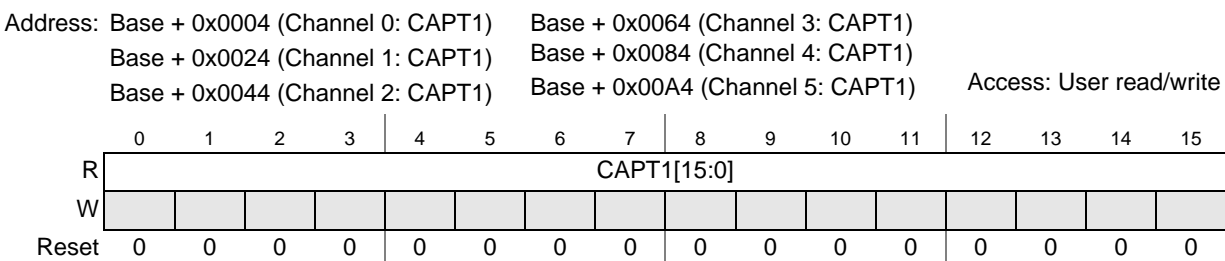 Address: Base + 0x0004 (Channel 0: CAPT1) Base + 0x0064 (Channel 3: CAPT1)
Base + 0x0024 (Channel 1: CAPT1) Base + 0x0084 (Channel 4: CAPT1)
Base + 0x0044 (Channel 2: CAPT1) Base + 0x00A4 (Channel 5: CAPT1) Access: User read/write
0 1 2 3 4 5 6 7 8 9 10 11 12 13 14 15
R CAPT1[15:0]
W
Reset 0 0 0 0 0 0 0 0 0 0 0 0 0 0 0 0